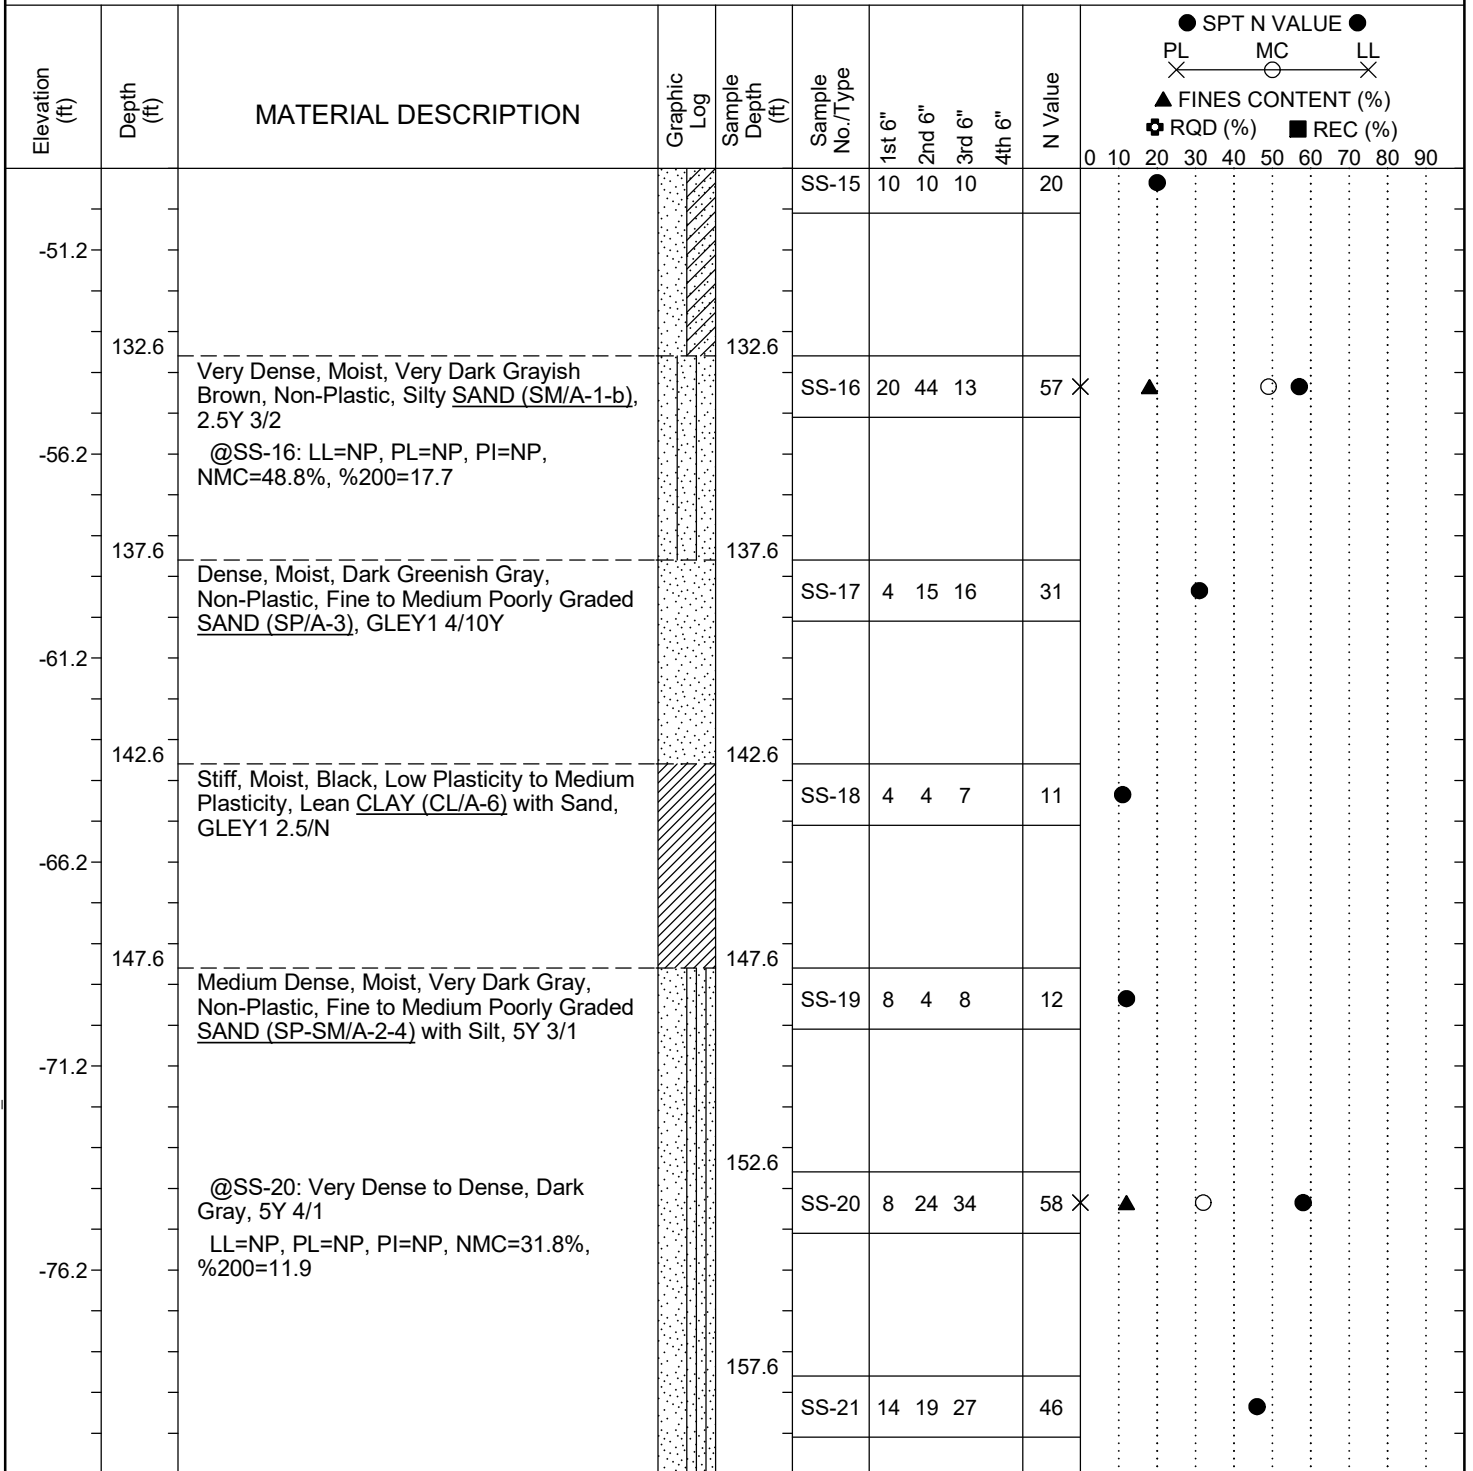 ● SPT N VALUE ●
PL MC LL
▲ FINES CONTENT (%)
RQD (%) ■ REC (%)
0 10 20 30 40 50 60 70 80 90
Elevation (ft)
Depth (ft)
MATERIAL DESCRIPTION
Graphic Log
Sample Depth (ft)
Sample No./Type
1st 6"
2nd 6"
3rd 6"
4th 6"
N Value
SS-15 10 10 10 20
-51.2
132.6 132.6
Very Dense, Moist, Very Dark Grayish
Brown, Non-Plastic, Silty SAND (SM/A-1-b),
2.5Y 3/2
SS-16 20 44 13 57
@SS-16: LL=NP, PL=NP, PI=NP,
NMC=48.8%, %200=17.7
-56.2
137.6 137.6
Dense, Moist, Dark Greenish Gray,
Non-Plastic, Fine to Medium Poorly Graded
SAND (SP/A-3), GLEY1 4/10Y
SS-17 4 15 16 31
-61.2
142.6 142.6
Stiff, Moist, Black, Low Plasticity to Medium
Plasticity, Lean CLAY (CL/A-6) with Sand,
GLEY1 2.5/N
SS-18 4 4 7 11
-66.2
147.6 147.6
Medium Dense, Moist, Very Dark Gray,
Non-Plastic, Fine to Medium Poorly Graded
SAND (SP-SM/A-2-4) with Silt, 5Y 3/1
SS-19 8 4 8 12
-71.2
152.6
@SS-20: Very Dense to Dense, Dark
Gray, 5Y 4/1
SS-20 8 24 34 58
LL=NP, PL=NP, PI=NP, NMC=31.8%,
%200=11.9
-76.2
157.6
SS-21 14 19 27 46